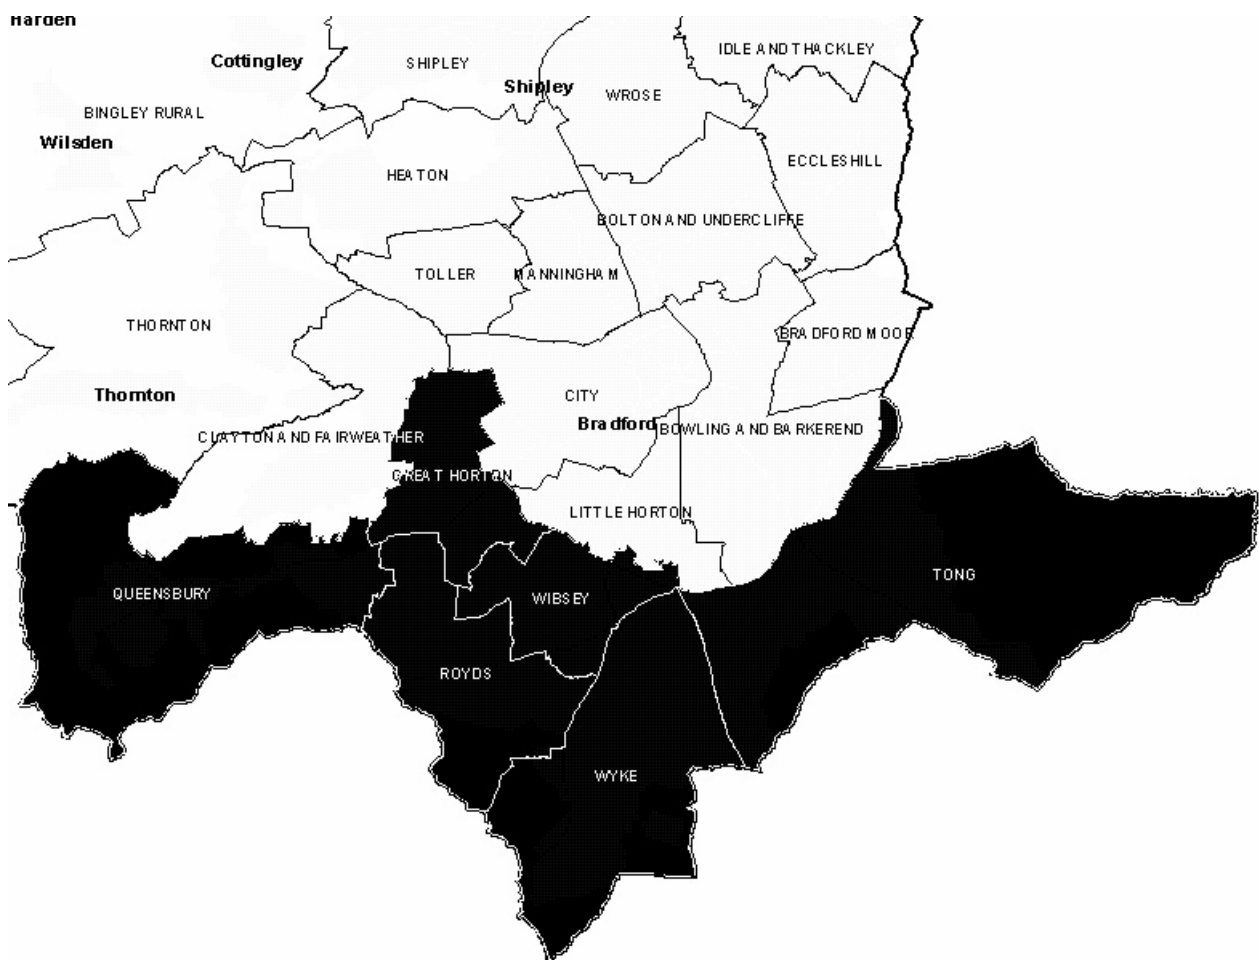 Harden
IDLE AND THACKLEY
Cottingley
SHIPLEY
Shipley
WROSE
BINGLEY RURAL
Wilsden
ECCLESHILL
HEATON
BOLTON AND UNDERCLIFFE
TOLLER
MANNINGHAM
THORNTON
BRADFORD MOOR
Thornton
CITY
Bradford
BOWLING AND BARKEREND
CLAYTON AND FAIRWEATHER
GREAT HORTON
LITTLE HORTON
TONG
QUEENSBURY
WIBSEY
ROYDS
WYKE